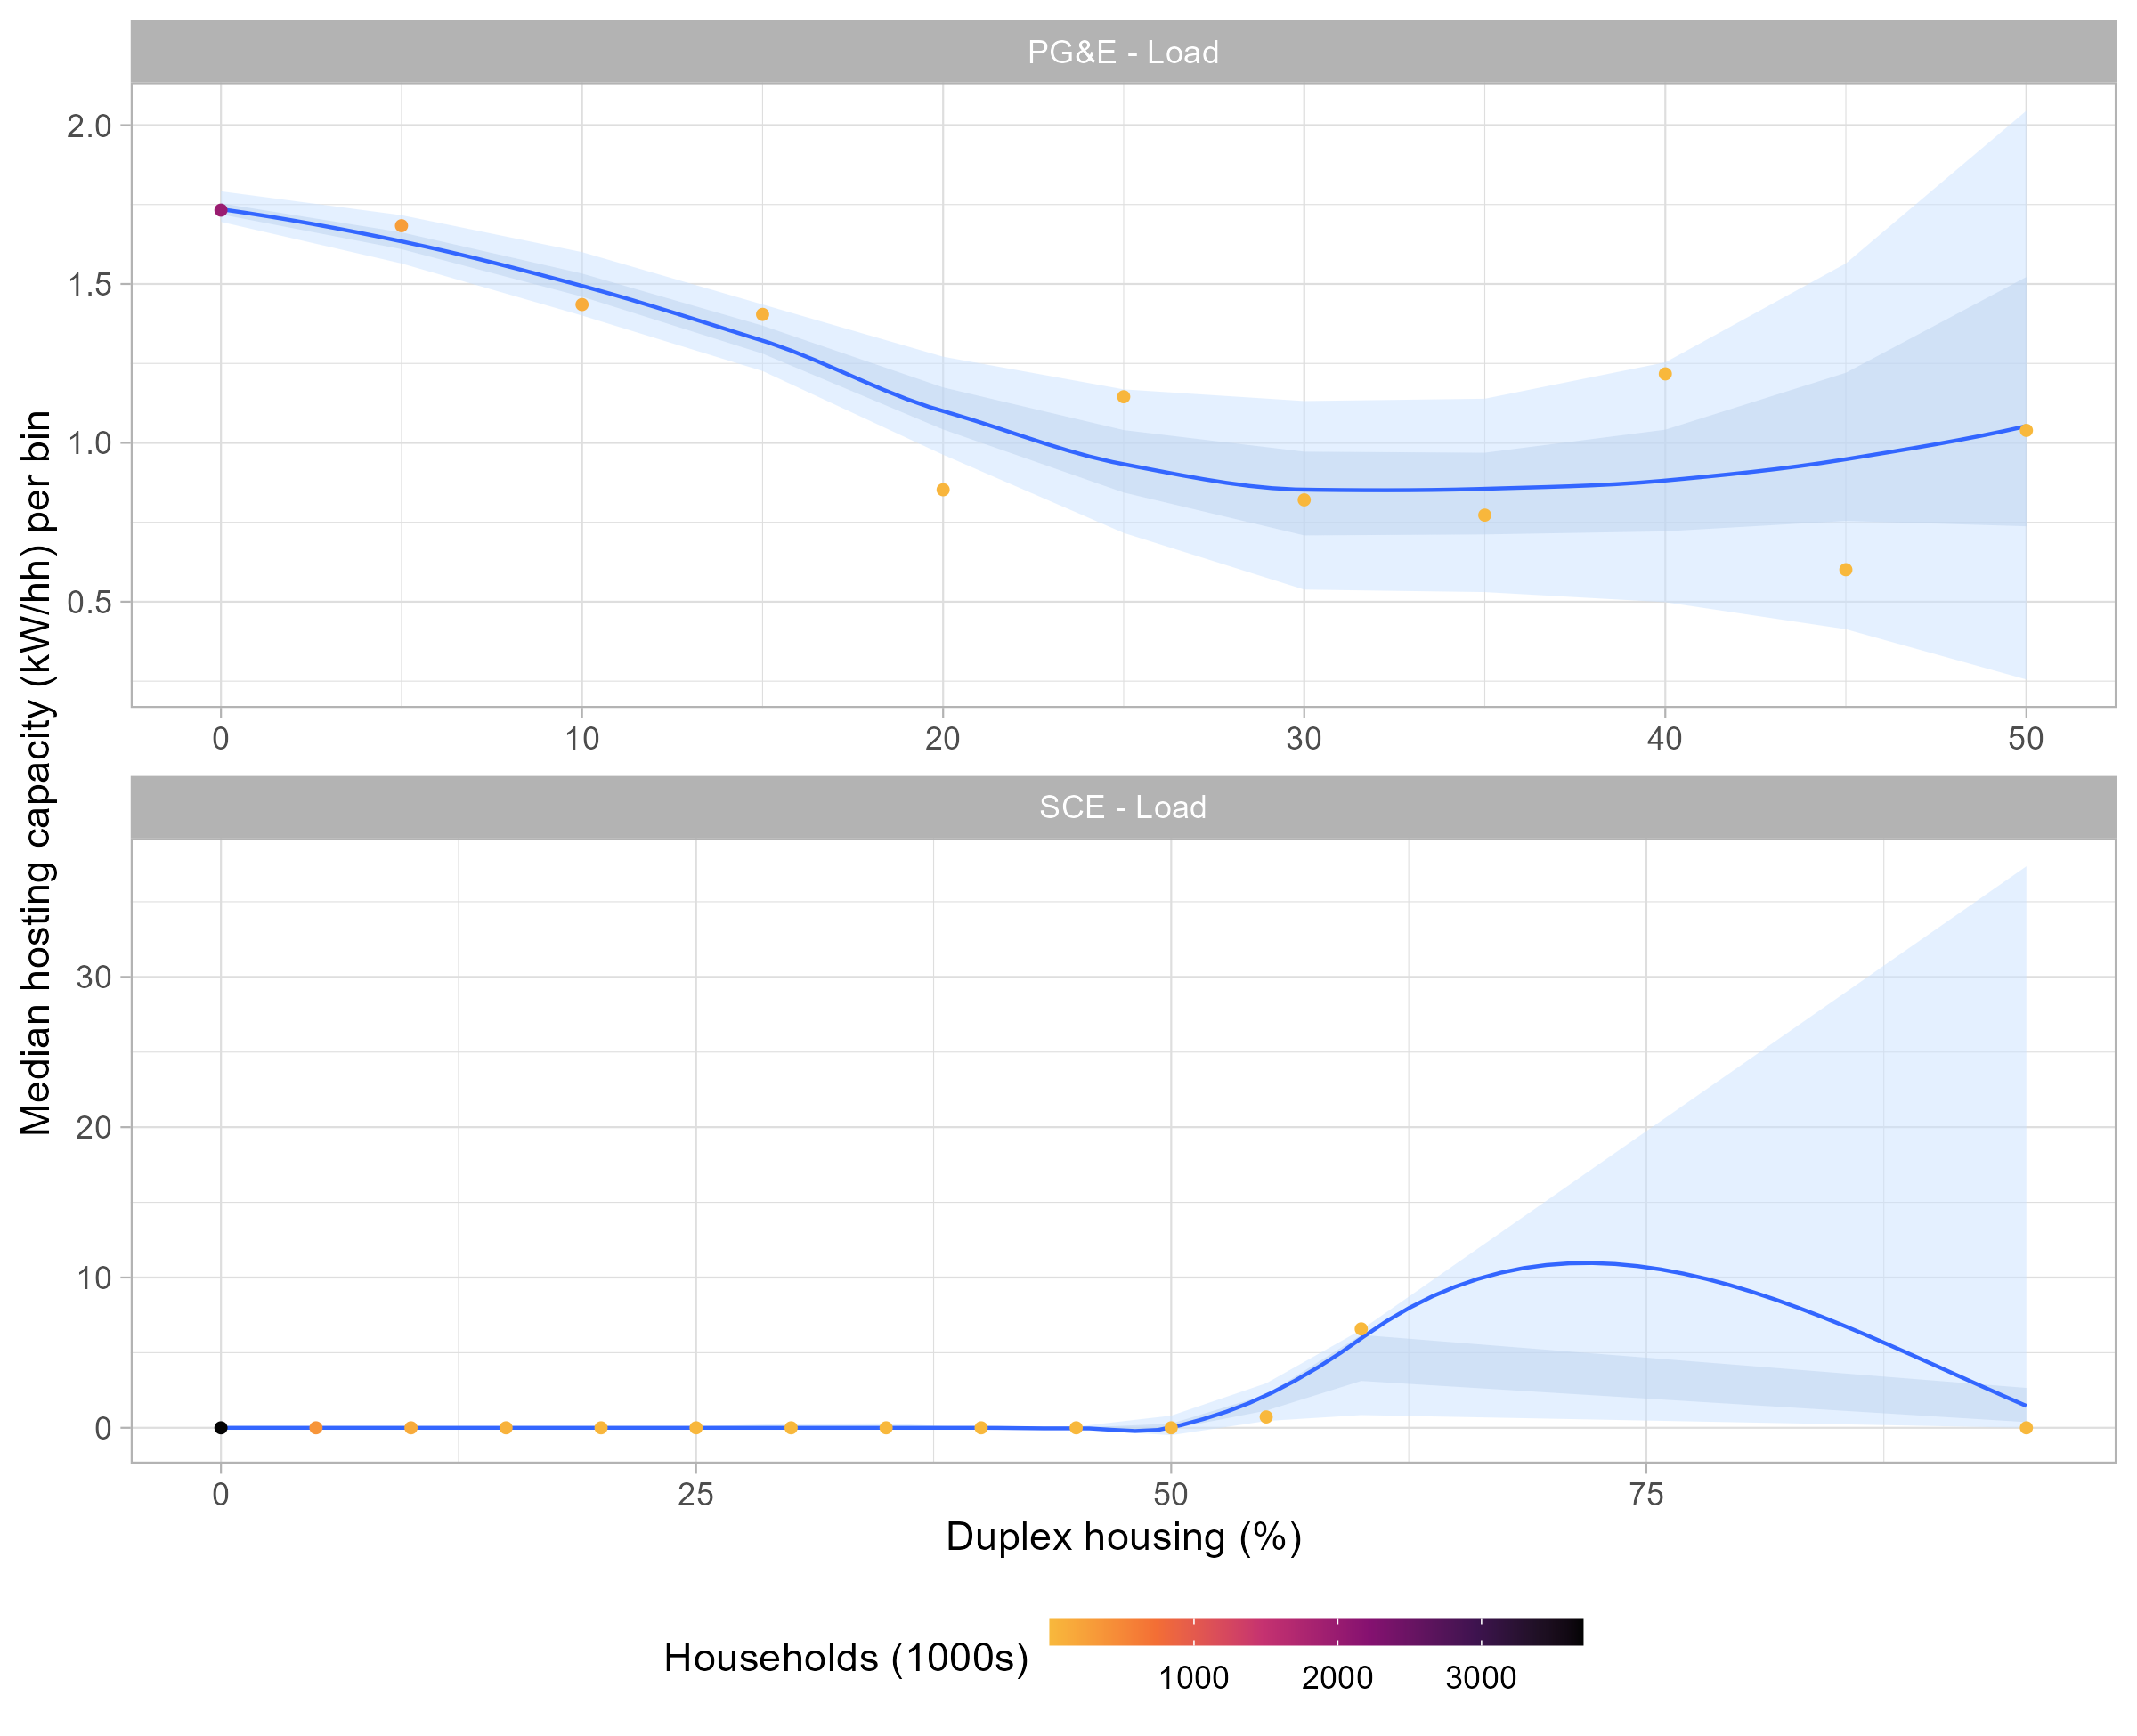 PG&E - Load
2.0
1.5
1.0
0.5
0 10 20 30 40 50
Median hosting capacity (kW/hh) per bin
SCE - Load
30
20
10
0
0 25 50 75
Duplex housing (%)
Households (1000s)
1000 2000 3000